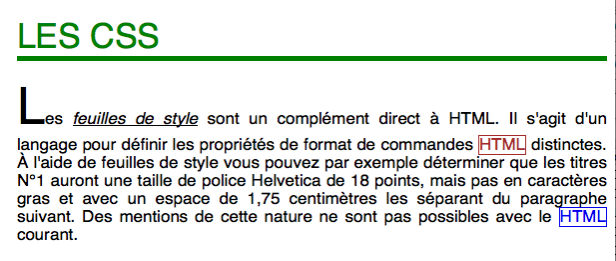 LES CSS
Les feuilles de style sont un complément direct à HTML. Il s'agit d'un
langage pour définir les propriétés de format de commandes HTML distinctes.
À l'aide de feuilles de style vous pouvez par exemple déterminer que les titres
N°1 auront une taille de police Helvetica de 18 points, mais pas en caractères
gras et avec un espace de 1,75 centimètres les séparant du paragraphe
suivant. Des mentions de cette nature ne sont pas possibles avec le HTML
courant.